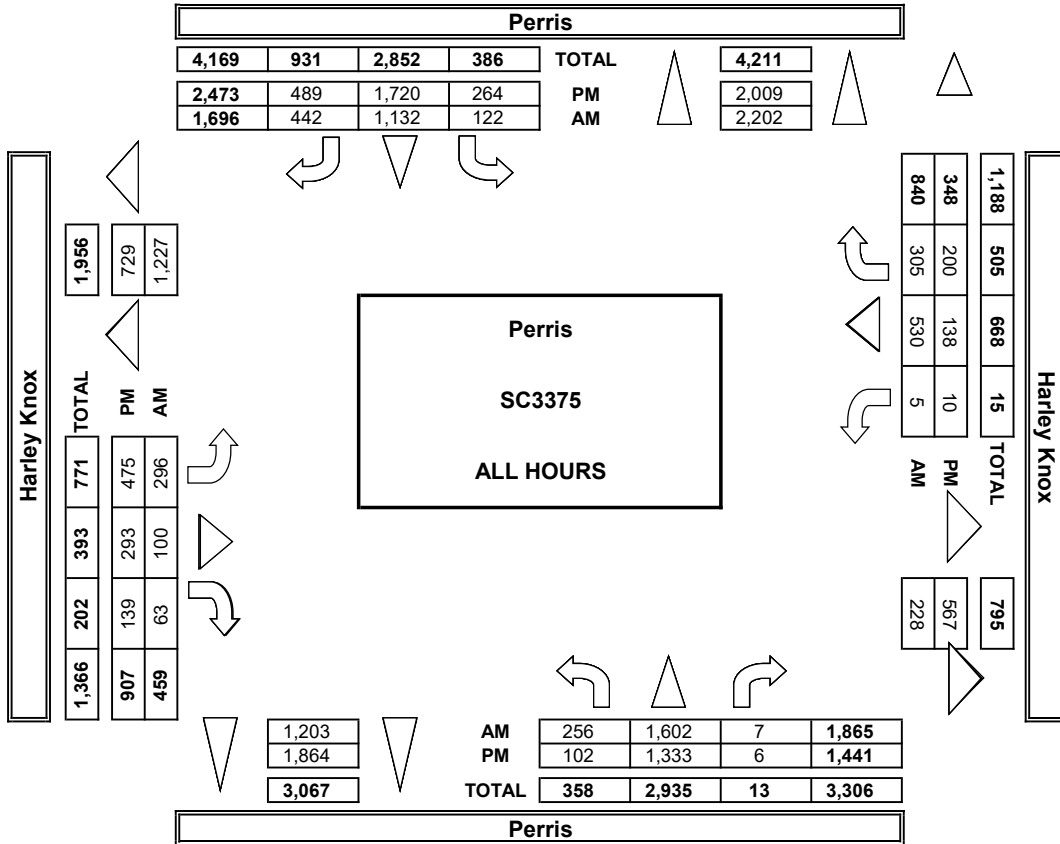 Perris
4,169 931 2,852 386 TOTAL 4,211
2,473 489 1,720 264 PM 2,009
1,696 442 1,132 122 AM 2,202
Harley Knox
1,956
729
1,227
TOTAL 771 393 202 1,366
PM 475 293 139 907
AM 296 100 63 459
Perris
SC3375
ALL HOURS
1,188 505 668 15 TOTAL 795
348 200 138 10 PM 567
840 305 530 5 AM 228
Harley Knox
1,203 AM 256 1,602 7 1,865
1,864 PM 102 1,333 6 1,441
3,067 TOTAL 358 2,935 13 3,306
Perris